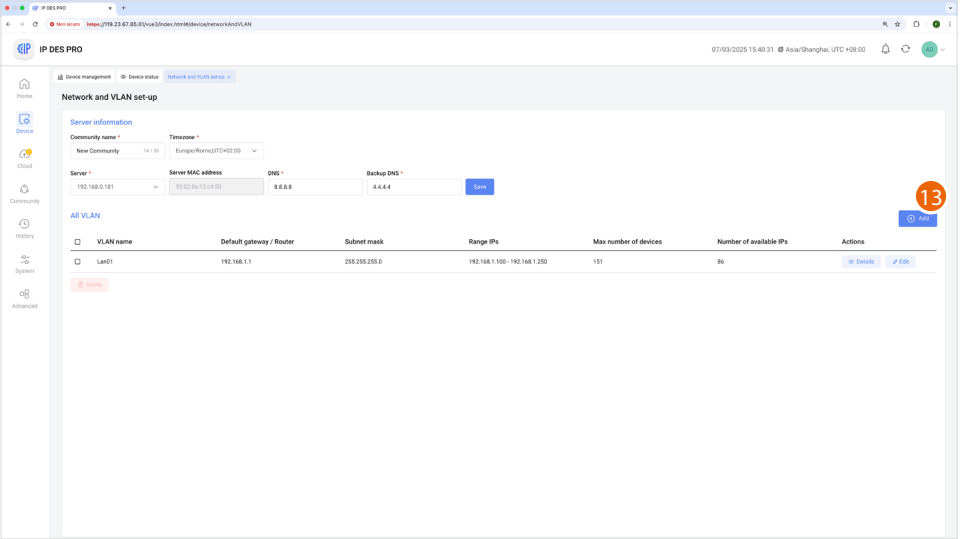 IP DES PRO
Non sicuro https://119.23.67.85:81/vue3/index.html#/device/networkAndVLAN
IP DES PRO
07/03/2025 15:40:31 @ Asia/Shanghai, UTC +08:00
AD
Home
Device
Cloud
Community
History
System
Advanced
Device management
Device status
Network and VLAN set-up
Network and VLAN set-up
Server information
Community name *
Timezone *
New Community 14 / 36
Europe/Rome,UTC+02:00
Server *
Server MAC address
DNS *
Backup DNS *
192.168.0.181
8.8.8.8
4.4.4.4
Save
13
All VLAN
Add
VLAN name Default gateway / Router Subnet mask Range IPs Max number of devices Number of available IPs Actions
Lan01 192.168.1.1 255.255.255.0 192.168.1.100 - 192.168.1.250 151 86 Details Edit
Delete